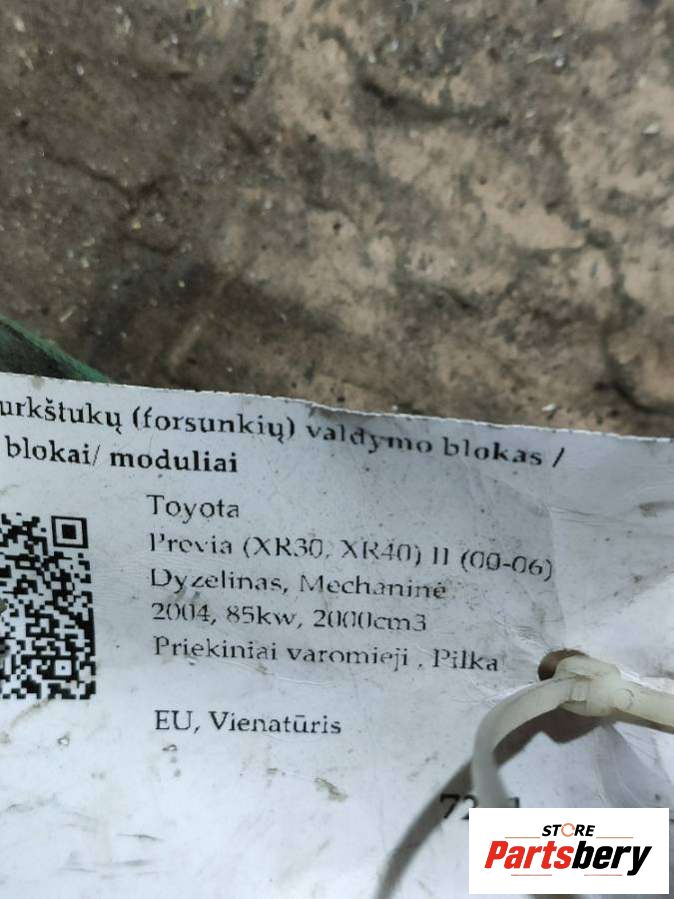 urkštukų (forsunkių) valdymo blokas /
blokai/ moduliai
Toyota
Previa (XR30, XR40) II (00-06)
Dyzelinas, Mechaninė
2004, 85kw, 2000cm3
Priekiniai varomieji , Pilka
EU, Vienatūris
STORE
Partsbery